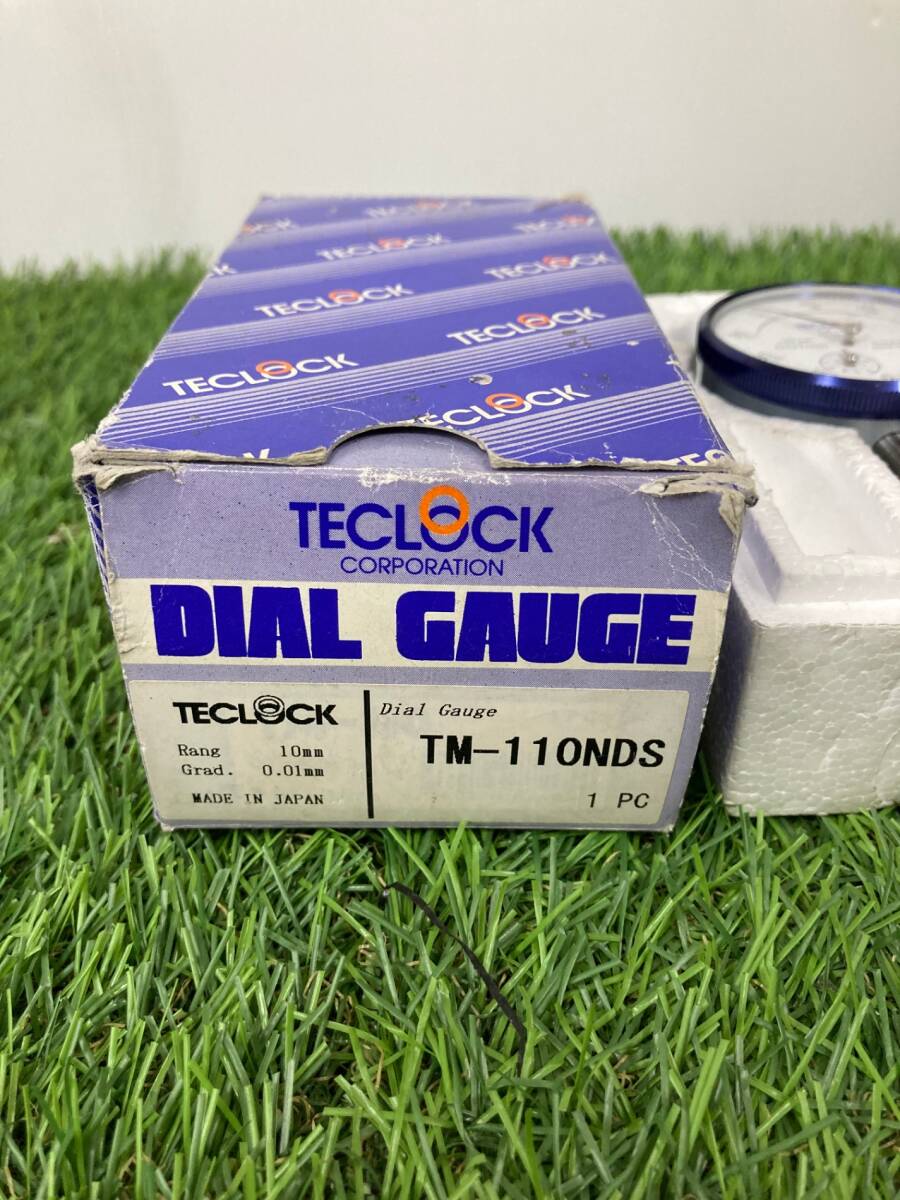 TECLOCK
TECLOCK
TECLOCK
TECLOCK
TECLOCK
TECLOCK
TECLOCK
CORPORATION
DIAL GAUGE
TECLOCK
Rang 10mm
Grad. 0.01mm
MADE IN JAPAN
Dial Gauge
TM-110NDS
1 PC